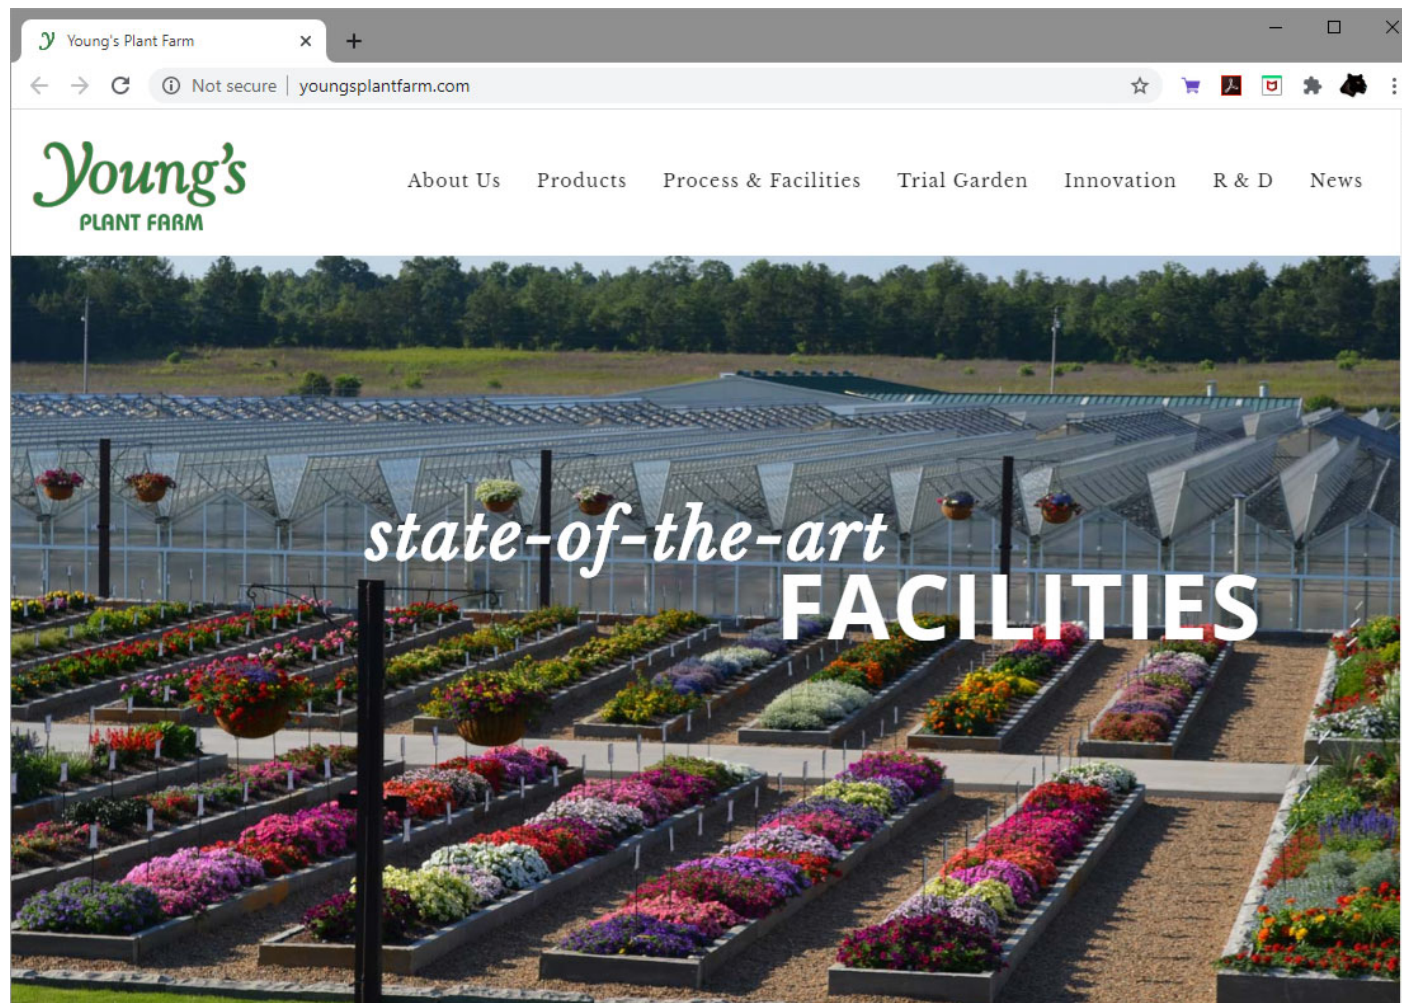 Young's Plant Farm
Not secure | youngsplantfarm.com
Young's
PLANT FARM
About Us Products Process & Facilities Trial Garden Innovation R & D News
state-of-the-art
FACILITIES